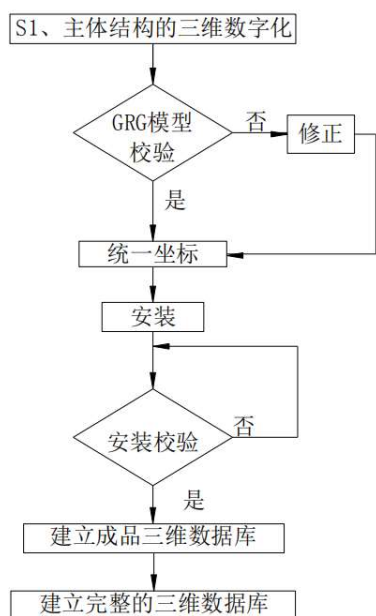 S1、主体结构的三维数字化
GRG模型
校验
否
修正
是
统一坐标
安装
安装校验
否
是
建立成品三维数据库
建立完整的三维数据库